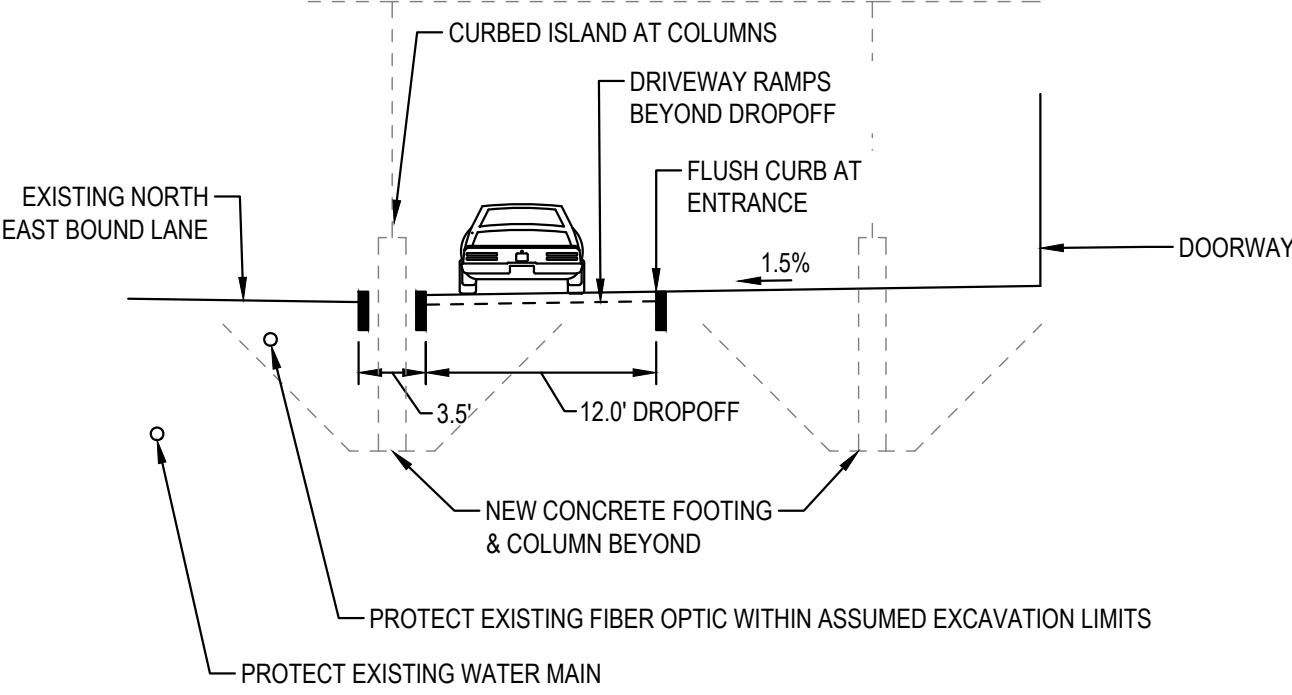 CURBED ISLAND AT COLUMNS
DRIVEWAY RAMPS
BEYOND DROPOFF
FLUSH CURB AT
ENTRANCE
EXISTING NORTH
EAST BOUND LANE
DOORWAY
1.5%
3.5'
12.0' DROPOFF
NEW CONCRETE FOOTING
& COLUMN BEYOND
PROTECT EXISTING FIBER OPTIC WITHIN ASSUMED EXCAVATION LIMITS
PROTECT EXISTING WATER MAIN